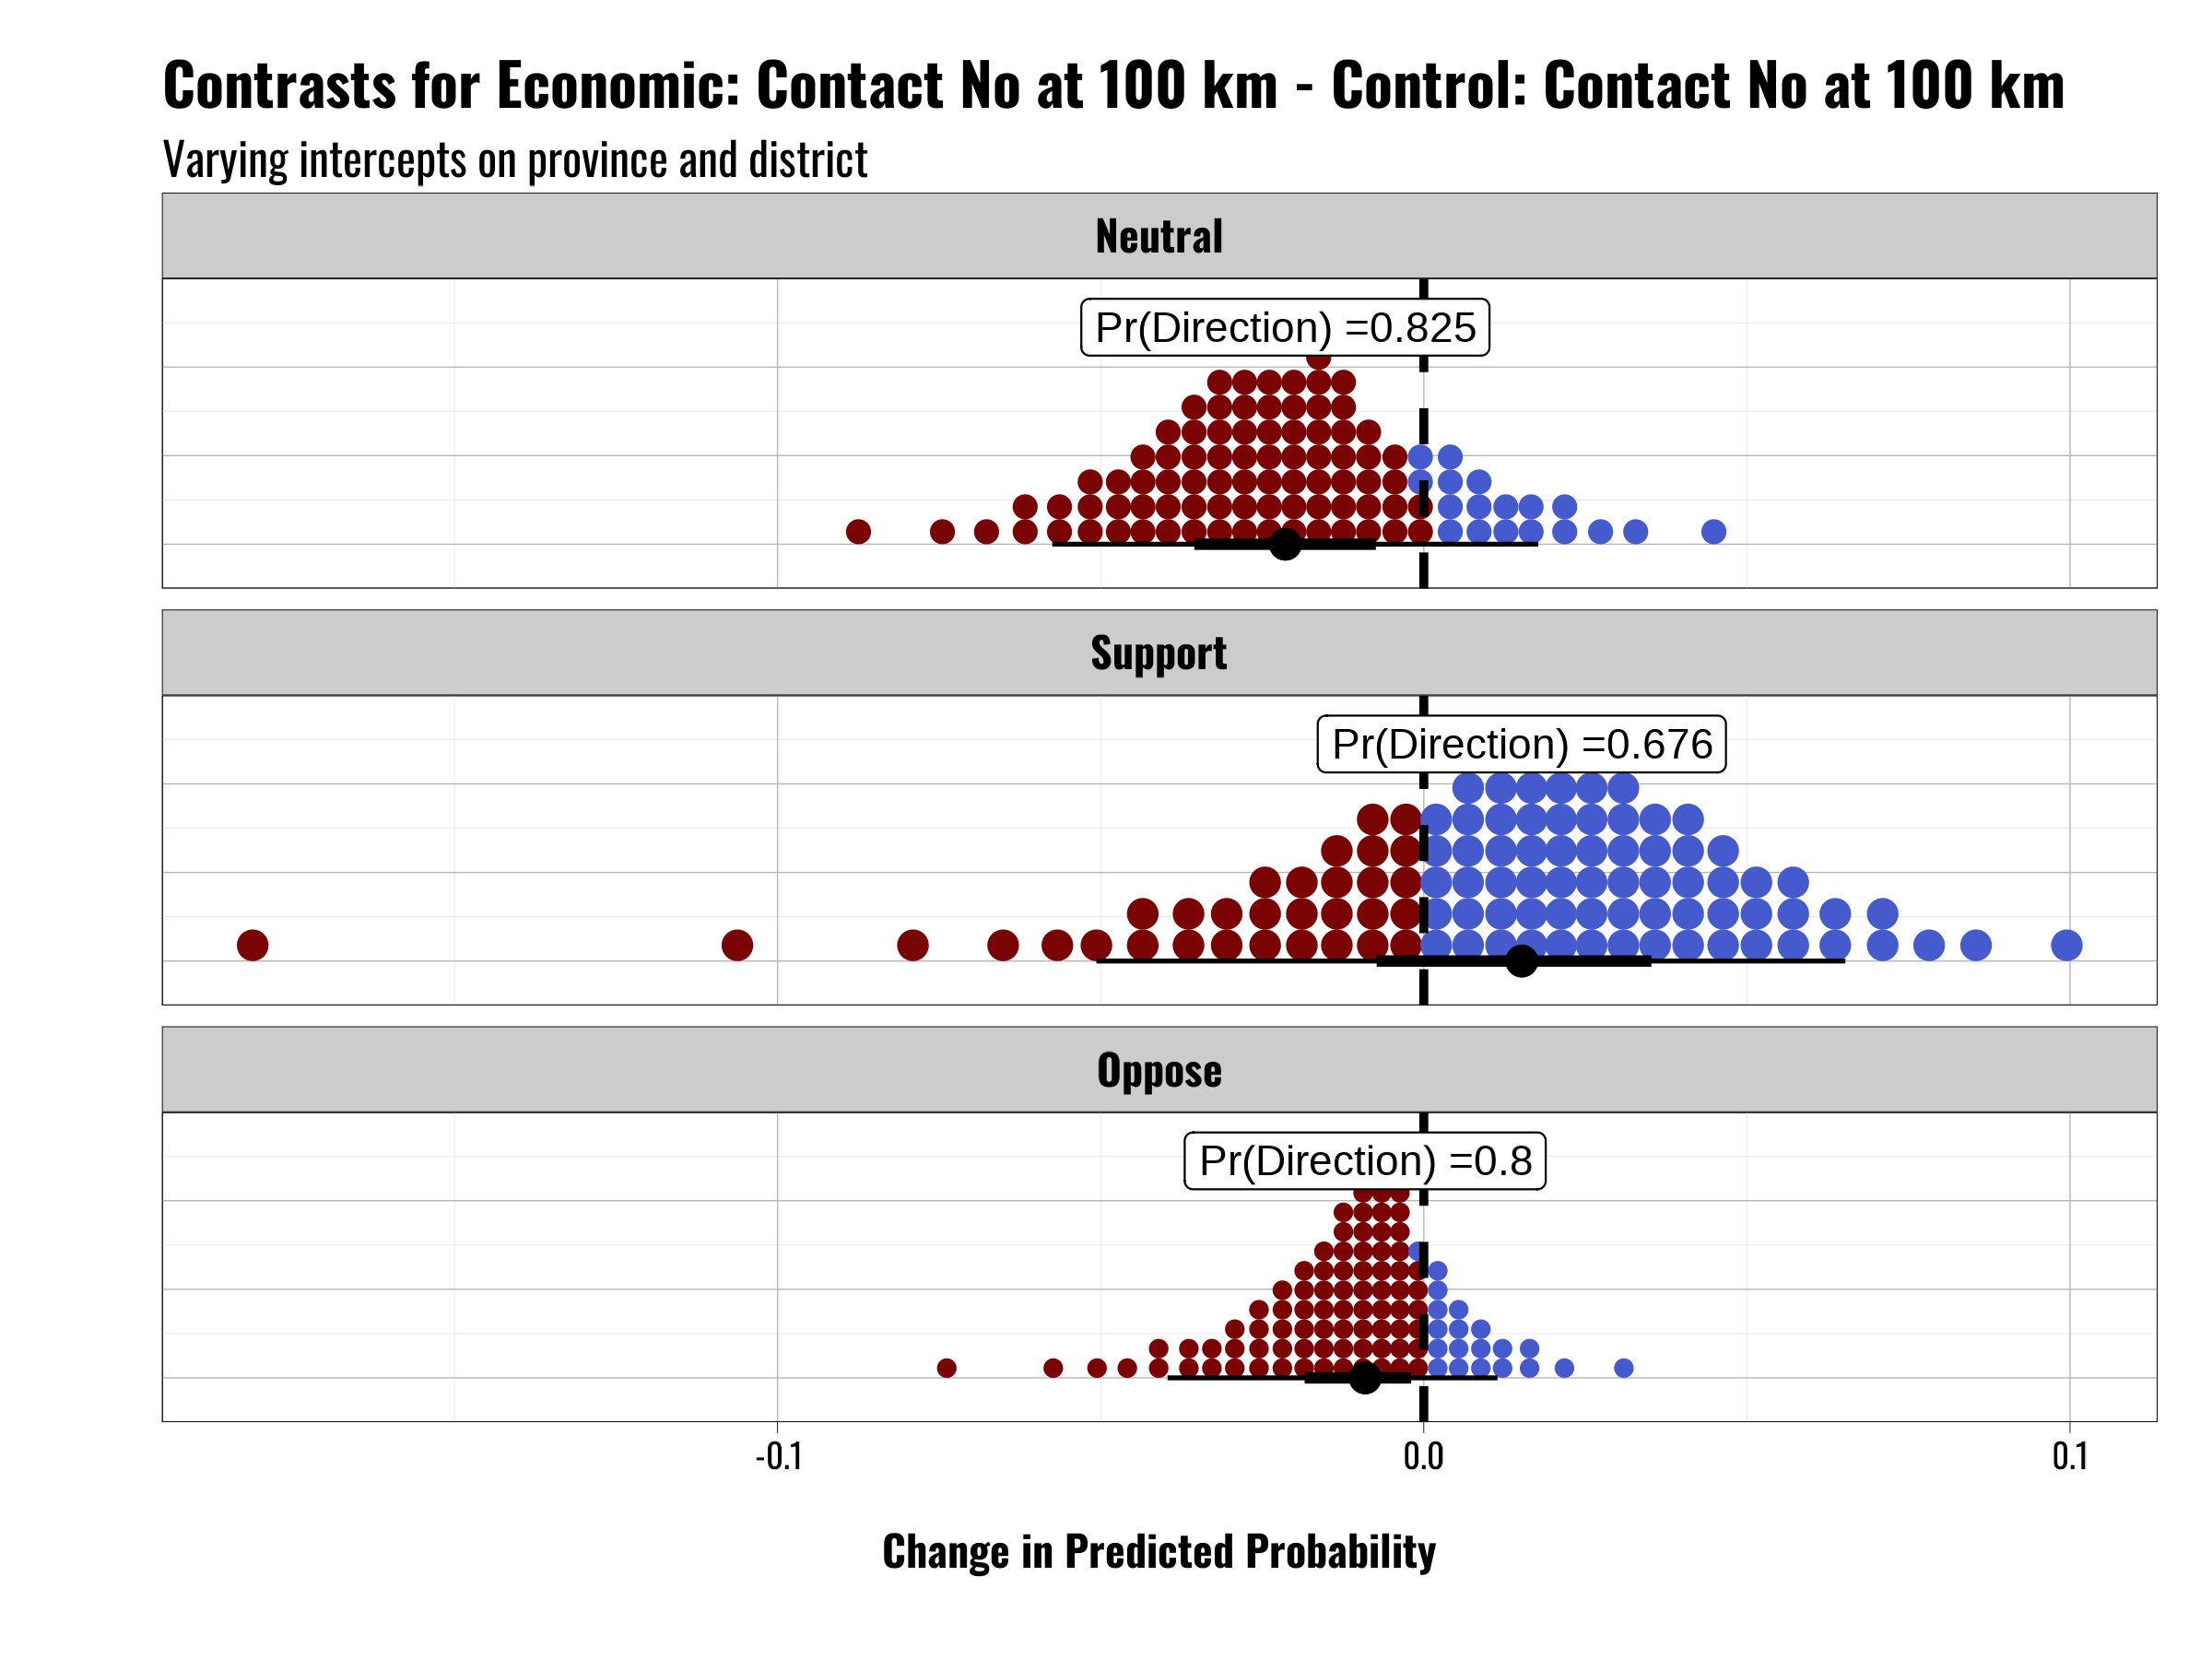 Contrasts for Economic: Contact No at 100 km - Control: Contact No at 100 km
Varying intercepts on province and district
Neutral
Pr(Direction) =0.825
Support
Pr(Direction) =0.676
Oppose
Pr(Direction) =0.8
-0.1 0.0 0.1
Change in Predicted Probability